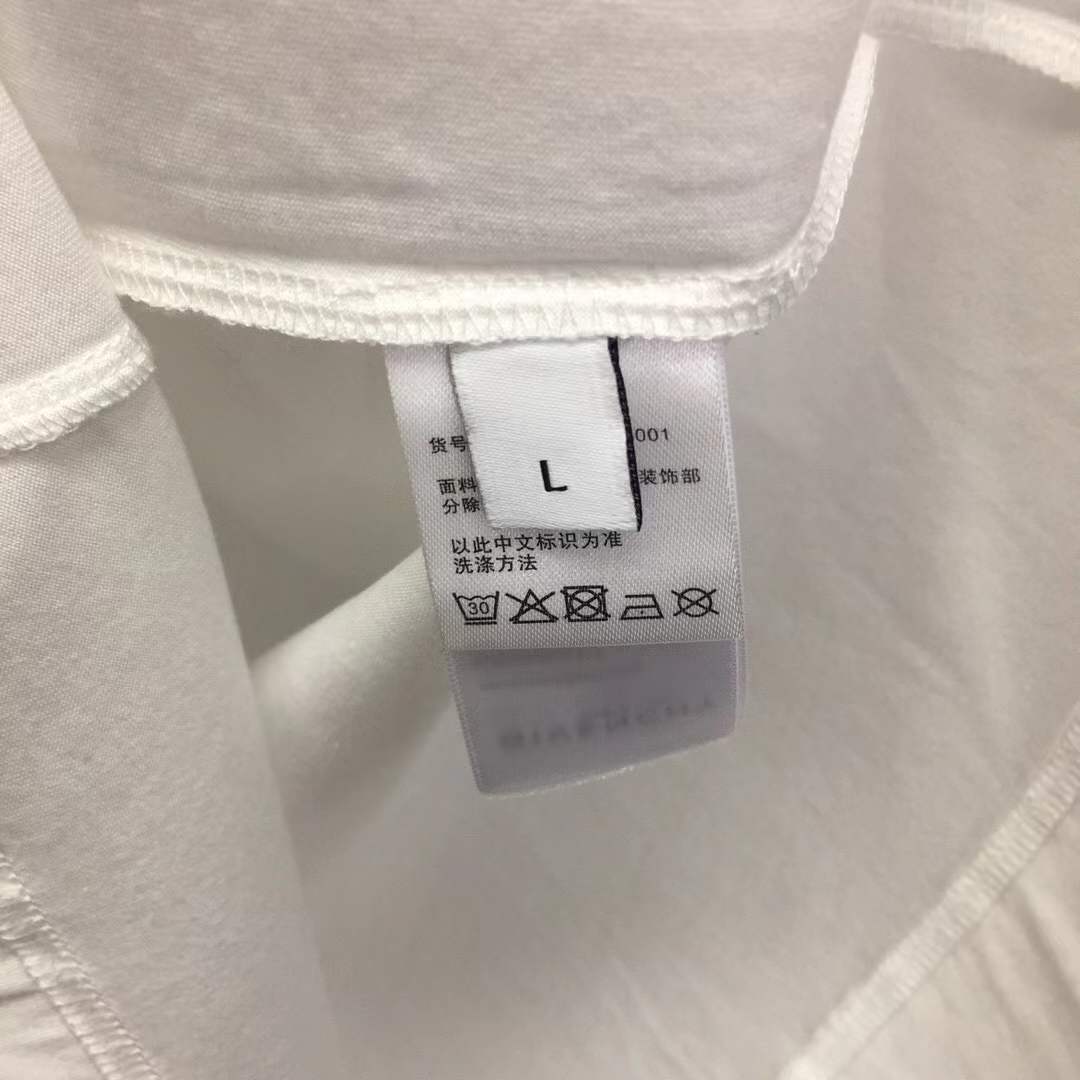 货号 001
L
面料 装饰部
分除
以此中文标识为准
洗涤方法
30